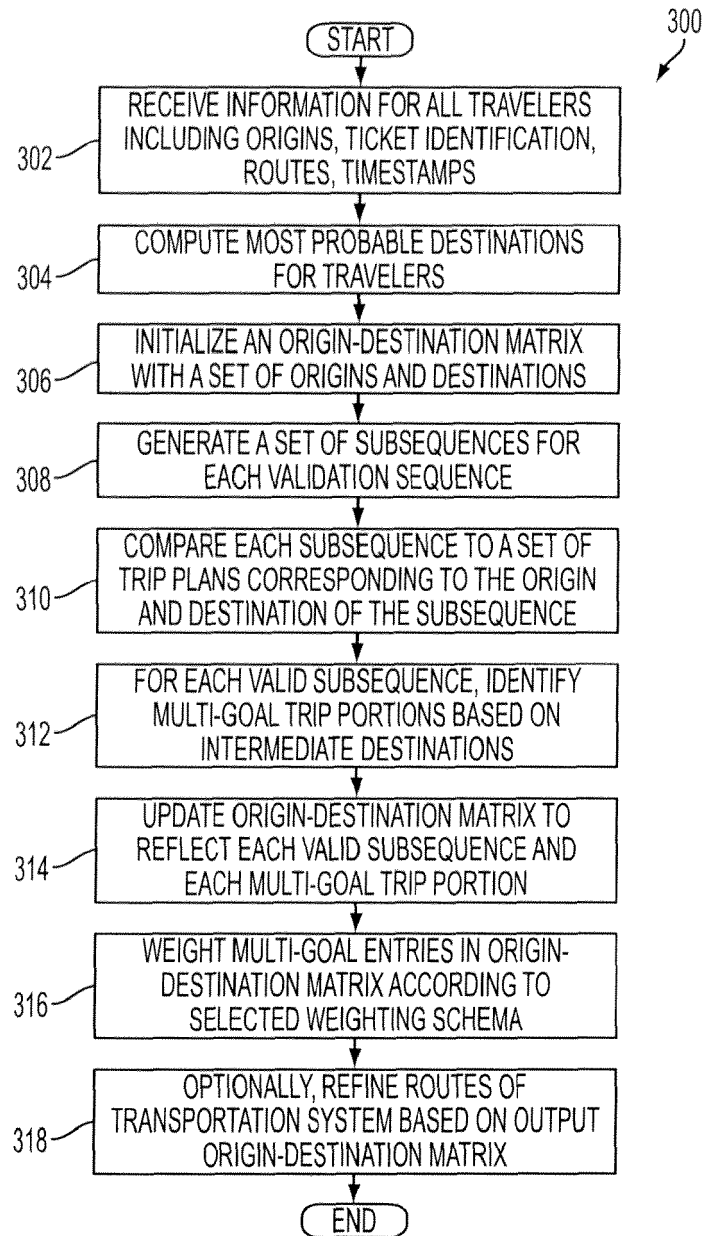 300
START
302
RECEIVE INFORMATION FOR ALL TRAVELERS
INCLUDING ORIGINS, TICKET IDENTIFICATION,
ROUTES, TIMESTAMPS
304
COMPUTE MOST PROBABLE DESTINATIONS
FOR TRAVELERS
306
INITIALIZE AN ORIGIN-DESTINATION MATRIX
WITH A SET OF ORIGINS AND DESTINATIONS
308
GENERATE A SET OF SUBSEQUENCES FOR
EACH VALIDATION SEQUENCE
310
COMPARE EACH SUBSEQUENCE TO A SET OF
TRIP PLANS CORRESPONDING TO THE ORIGIN
AND DESTINATION OF THE SUBSEQUENCE
312
FOR EACH VALID SUBSEQUENCE, IDENTIFY
MULTI-GOAL TRIP PORTIONS BASED ON
INTERMEDIATE DESTINATIONS
314
UPDATE ORIGIN-DESTINATION MATRIX TO
REFLECT EACH VALID SUBSEQUENCE AND
EACH MULTI-GOAL TRIP PORTION
316
WEIGHT MULTI-GOAL ENTRIES IN ORIGIN-
DESTINATION MATRIX ACCORDING TO
SELECTED WEIGHTING SCHEMA
318
OPTIONALLY, REFINE ROUTES OF
TRANSPORTATION SYSTEM BASED ON OUTPUT
ORIGIN-DESTINATION MATRIX
END